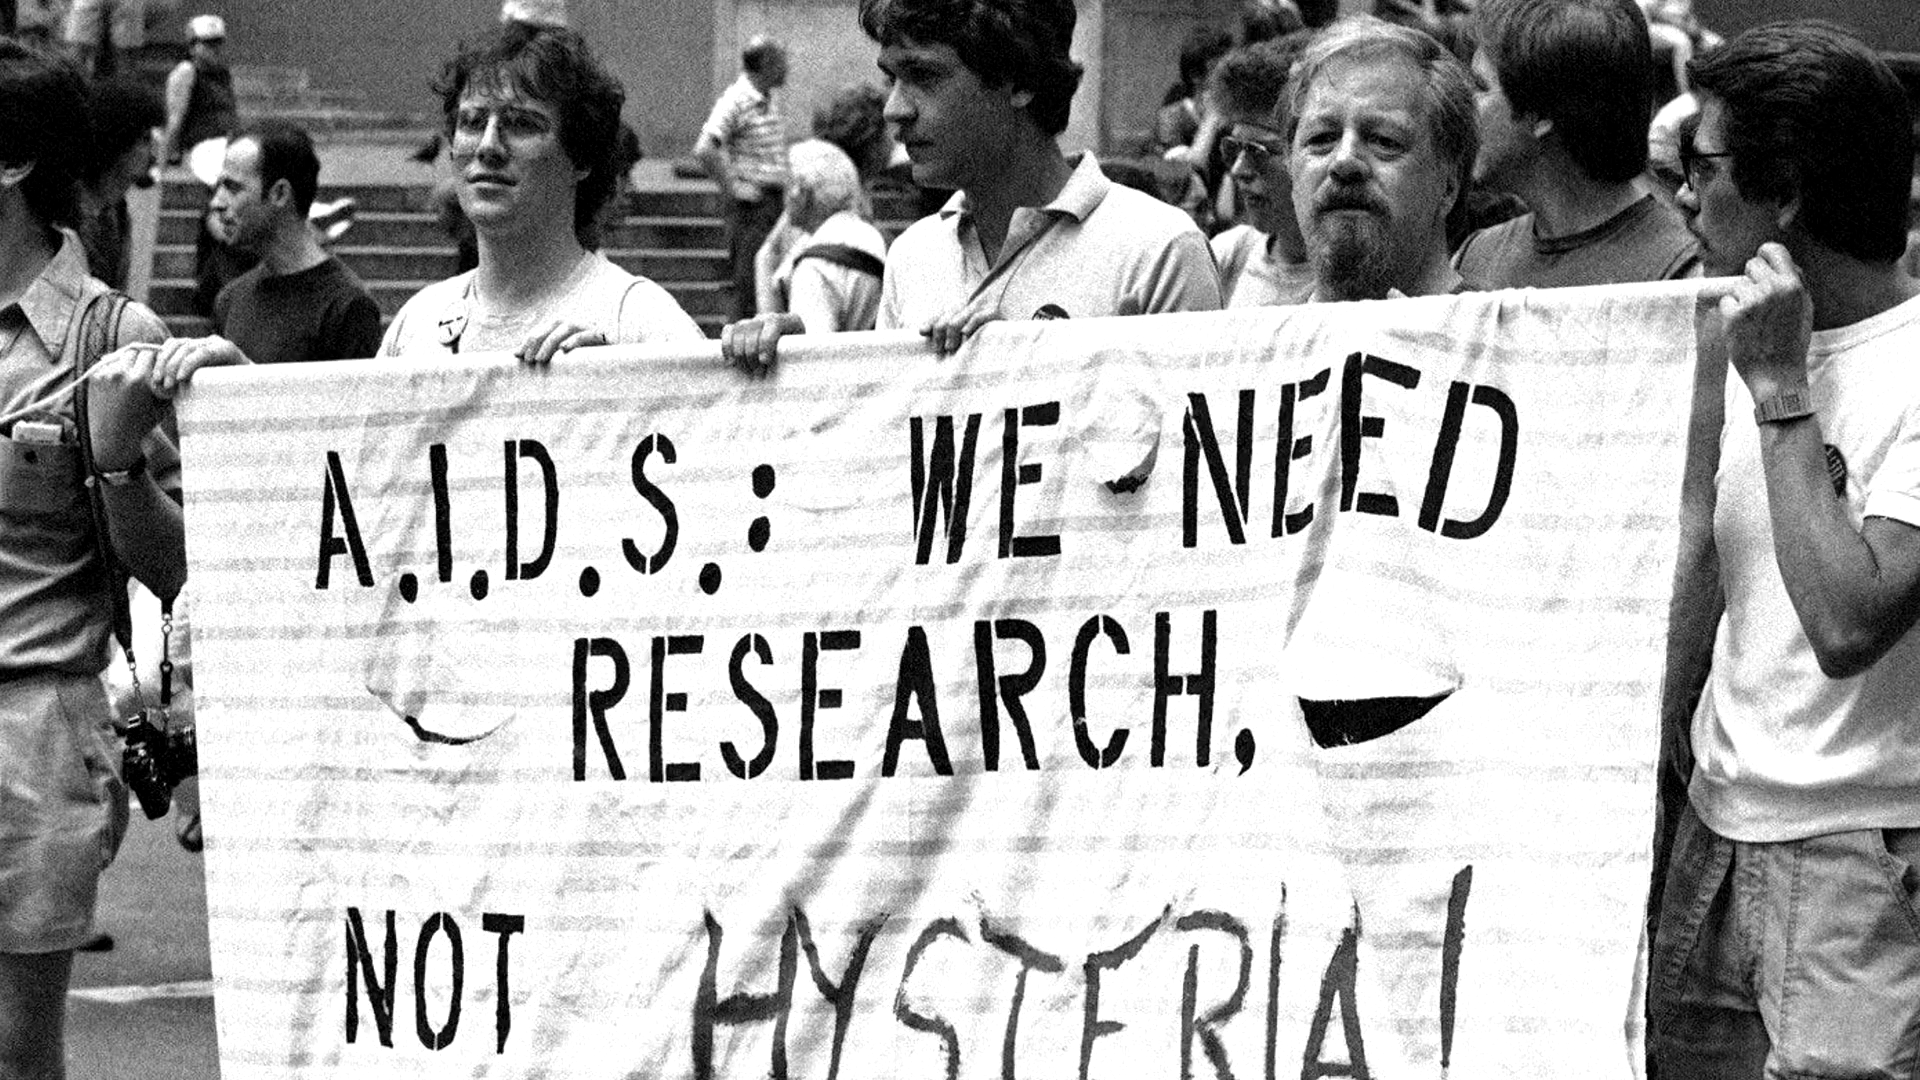 A.I.D.S.: WE NEED
RESEARCH,
NOT HYSTERIA!